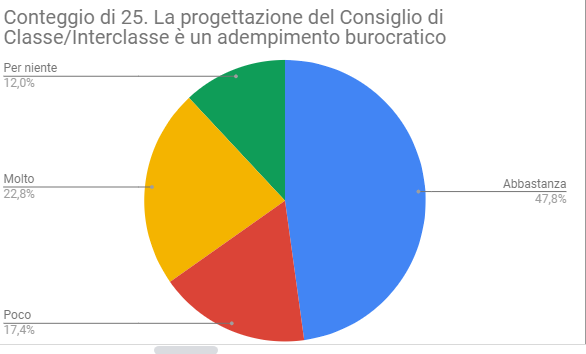 Conteggio di 25. La progettazione del Consiglio di
Classe/Interclasse è un adempimento burocratico
Per niente
12,0%
Molto
22,8%
Abbastanza
47,8%
Poco
17,4%